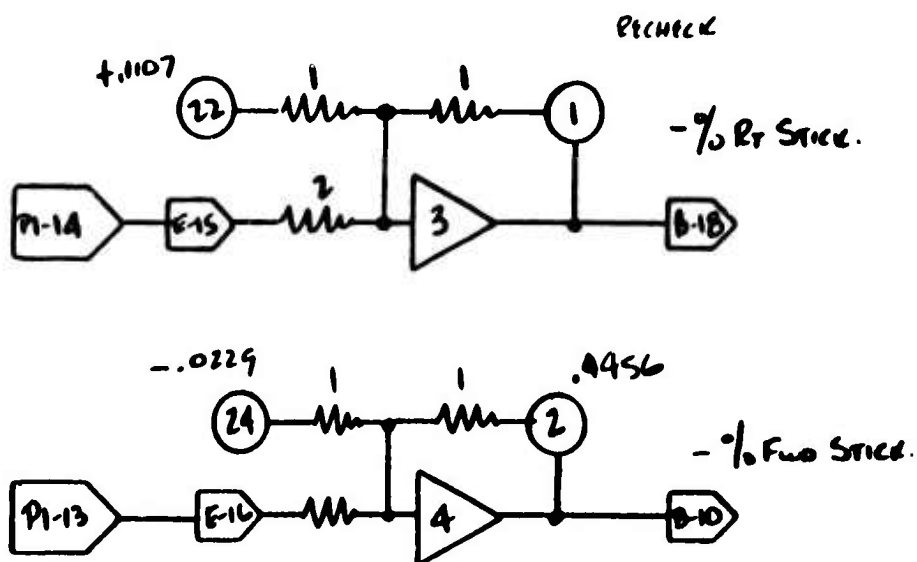 RECHECK
+.1107
1
1
22
1
-% RT STICK.
2
P1-14
E-15
3
B-18
-.0229
1
1
.4456
24
2
-% FWD STICK.
P1-13
E-16
4
B-10